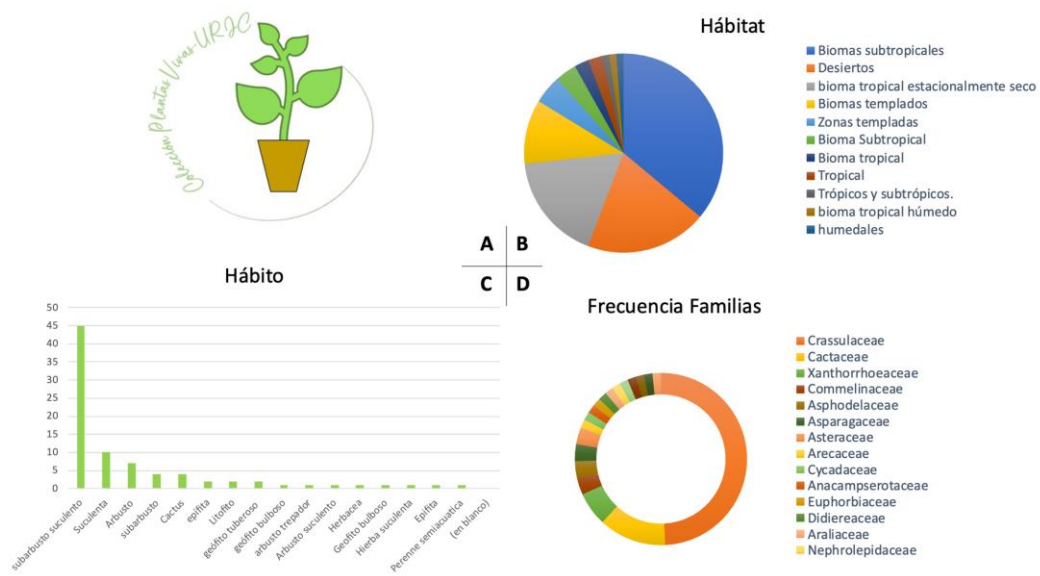 Colección Plantas Vivas-URJC
Hábitat
Biomas subtropicales
Desiertos
bioma tropical estacionalmente seco
Biomas templados
Zonas templadas
Bioma Subtropical
Bioma tropical
Tropical
Trópicos y subtrópicos.
bioma tropical húmedo
humedales
A B
C D
Hábito
50
45
40
35
30
25
20
15
10
5
0
subarbusto suculento
Suculenta
Arbusto
subarbusto
Cactus
epífita
Litofito
geófito tuberoso
geófito bulboso
arbusto trepador
Arbusto suculento
Herbacea
Geofito bulboso
Hierba suculenta
Epifita
Perenne semiacuatica
(en blanco)
Frecuencia Familias
Crassulaceae
Cactaceae
Xanthorrhoeaceae
Commelinaceae
Asphodelaceae
Asparagaceae
Asteraceae
Arecaceae
Cycadaceae
Anacampserotaceae
Euphorbiaceae
Didiereaceae
Araliaceae
Nephrolepidaceae